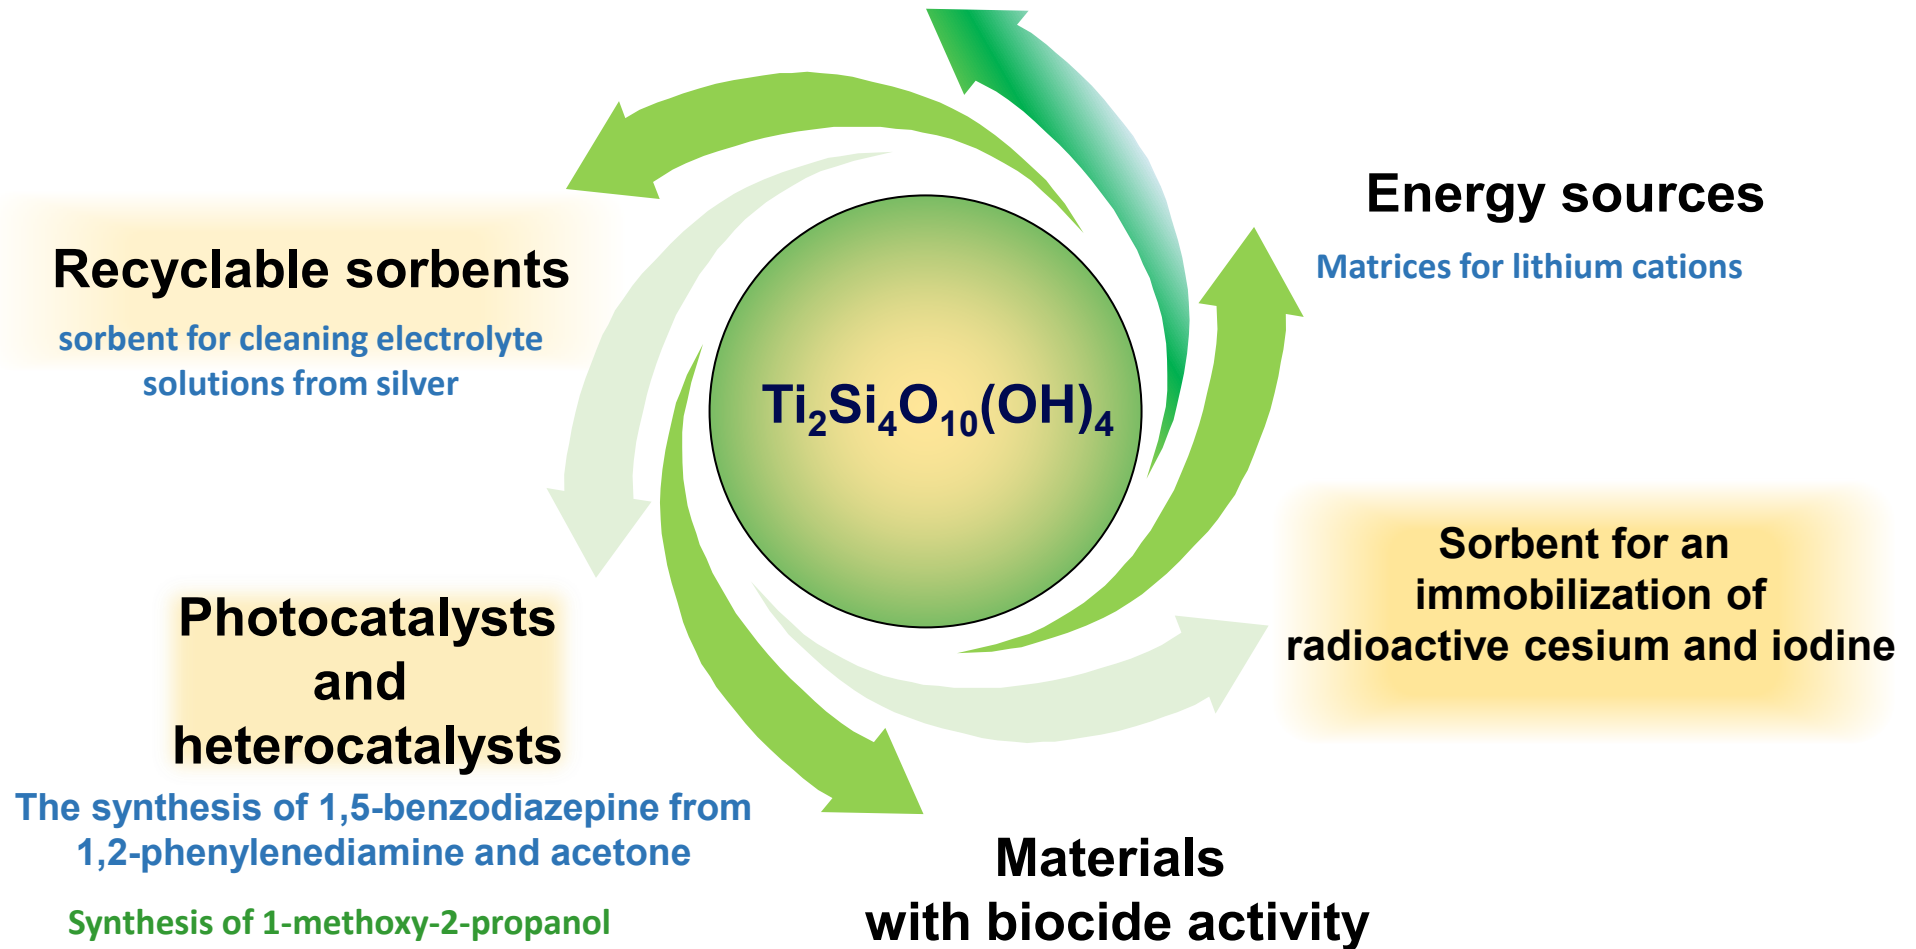 Energy sources
Matrices for lithium cations
Recyclable sorbents
sorbent for cleaning electrolyte
solutions from silver
Ti₂Si₄O₁₀(OH)₄
Sorbent for an
immobilization of
radioactive cesium and iodine
Photocatalysts
and
heterocatalysts
The synthesis of 1,5-benzodiazepine from
1,2-phenylenediamine and acetone
Synthesis of 1-methoxy-2-propanol
Materials
with biocide activity